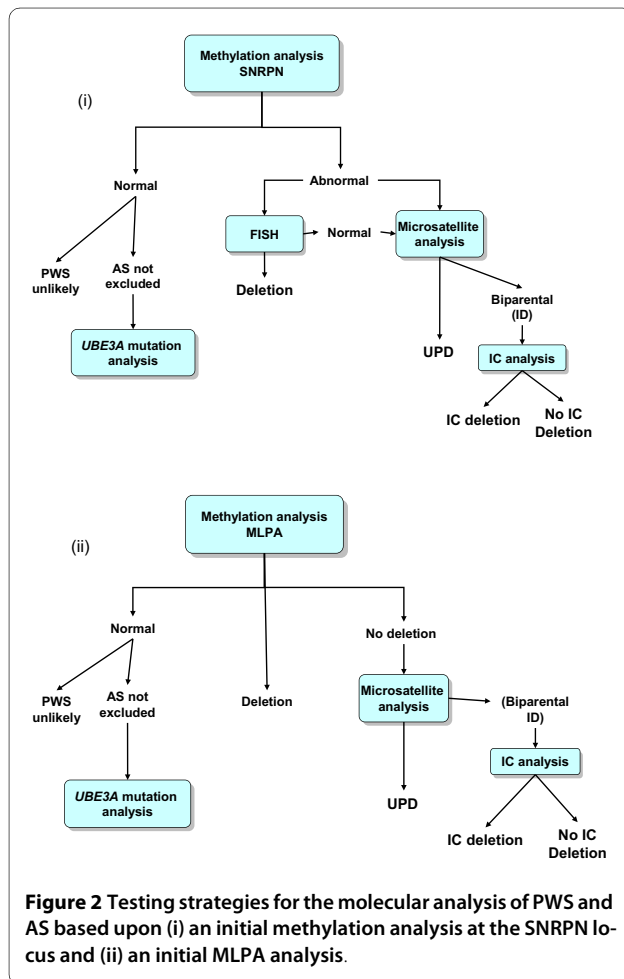 Methylation analysis
SNRPN
(i)
Normal
Abnormal
FISH
Normal
Microsatellite
analysis
PWS
unlikely
AS not
excluded
Deletion
Biparental
(ID)
UBE3A mutation
analysis
UPD
IC analysis
IC deletion
No IC
Deletion
Methylation analysis
MLPA
(ii)
Normal
No deletion
PWS
unlikely
AS not
excluded
Deletion
Microsatellite
analysis
(Biparental
ID)
IC analysis
UBE3A mutation
analysis
UPD
IC deletion
No IC
Deletion
Figure 2 Testing strategies for the molecular analysis of PWS and
AS based upon (i) an initial methylation analysis at the SNRPN lo-
cus and (ii) an initial MLPA analysis.